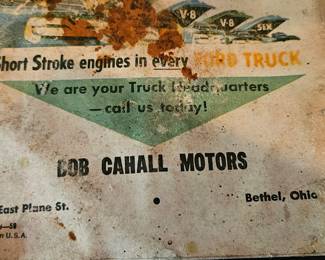 V-8
V-8
SIX
Short Stroke engines in every FORD TRUCK
We are your Truck Headquarters
—call us today!
BOB CAHALL MOTORS
East Plane St.
Bethel, Ohio
U.S.A.